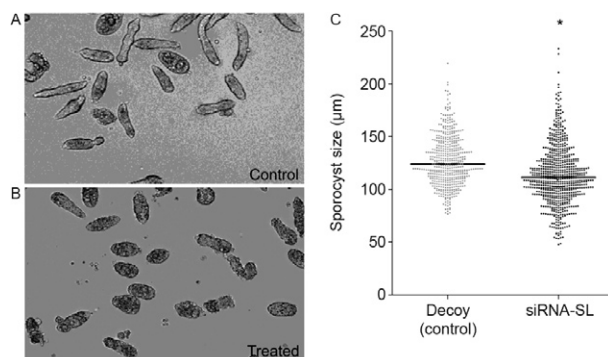 A
Control
B
Treated
C
*
250
200
150
100
50
0
Sporocyst size (µm)
Decoy
(control)
siRNA-SL